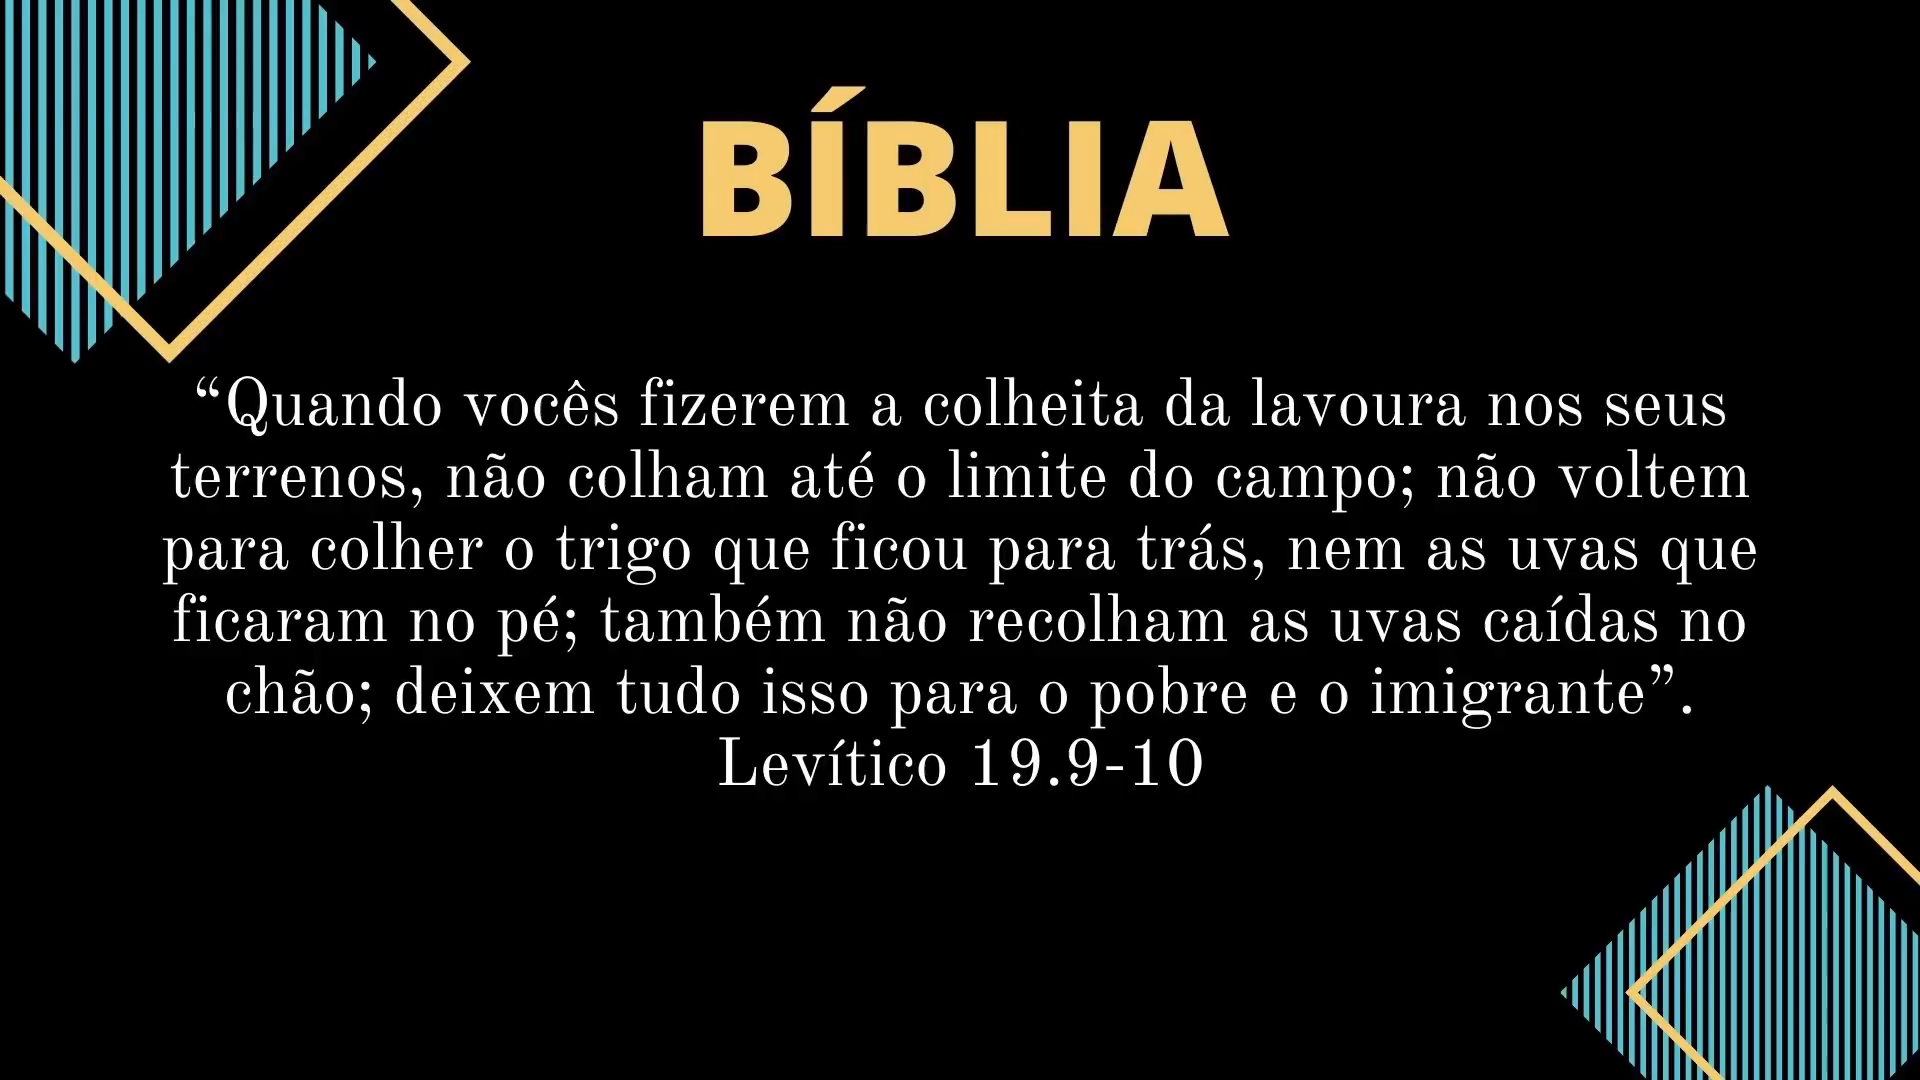 BÍBLIA
“Quando vocês fizerem a colheita da lavoura nos seus
terrenos, não colham até o limite do campo; não voltem
para colher o trigo que ficou para trás, nem as uvas que
ficaram no pé; também não recolham as uvas caídas no
chão; deixem tudo isso para o pobre e o imigrante”.
Levítico 19.9-10